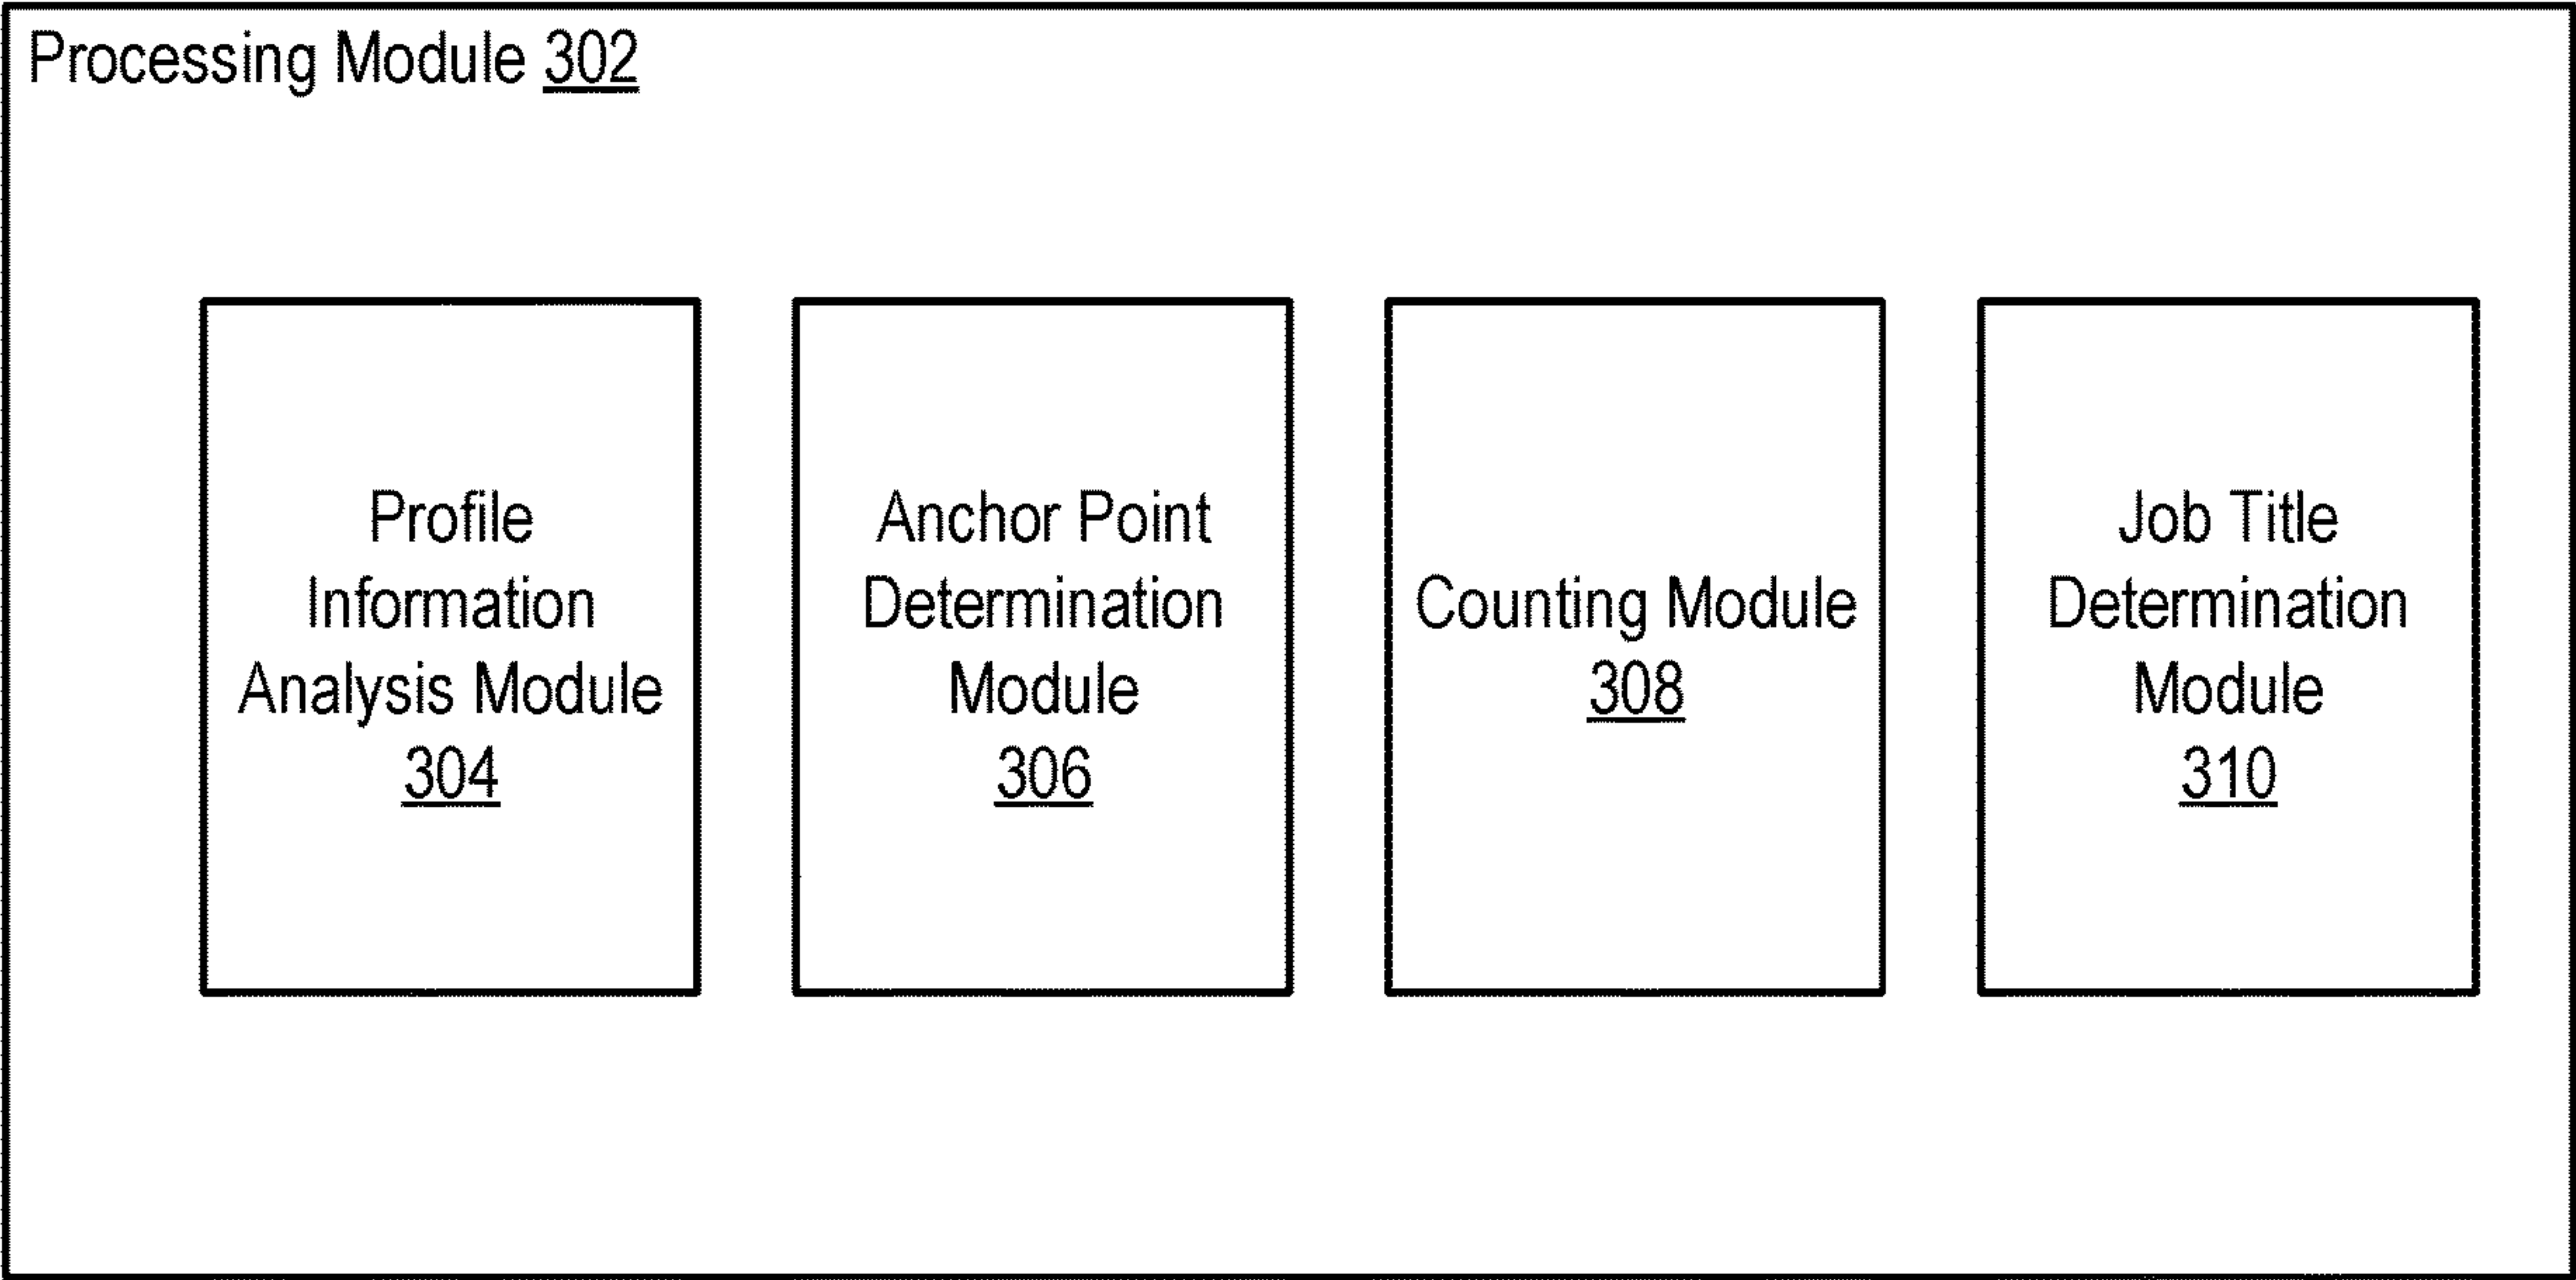 Processing Module 302
Profile
Information
Analysis Module
304
Anchor Point
Determination
Module
306
Counting Module
308
Job Title
Determination
Module
310